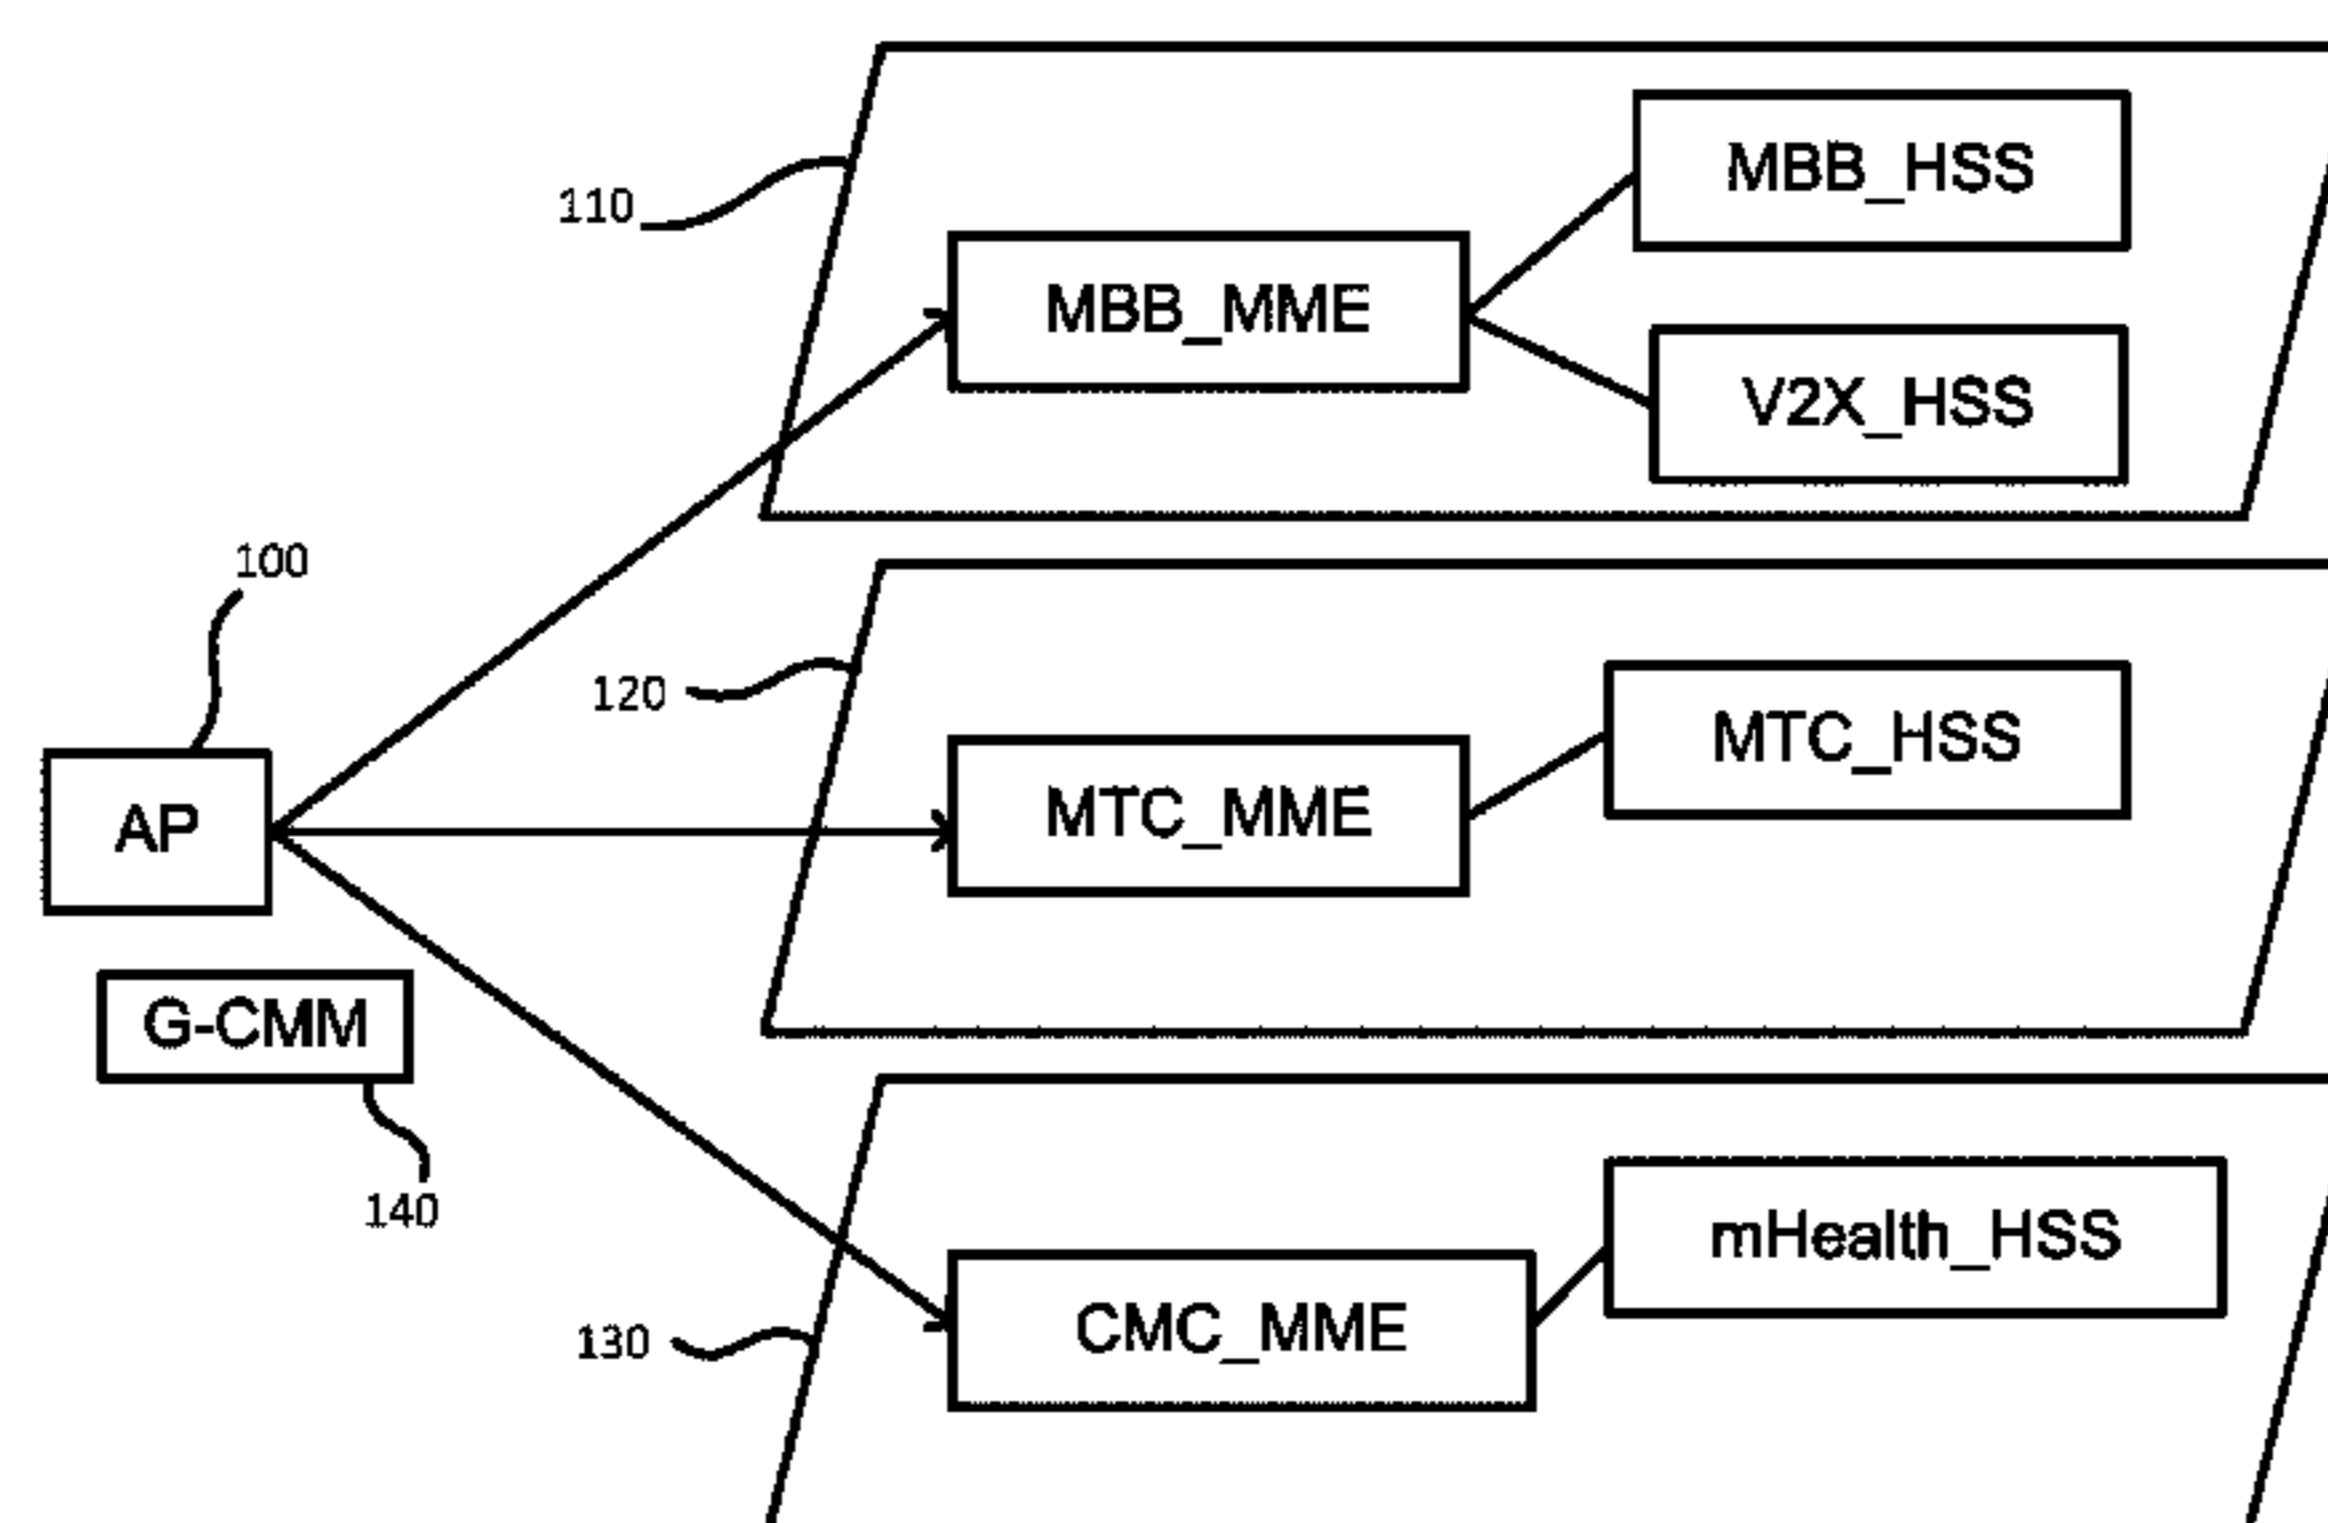 MBB_HSS
110
MBB_MME
V2X_HSS
100
120
MTC_HSS
MTC_MME
AP
G-CMM
140
mHealth_HSS
130
CMC_MME